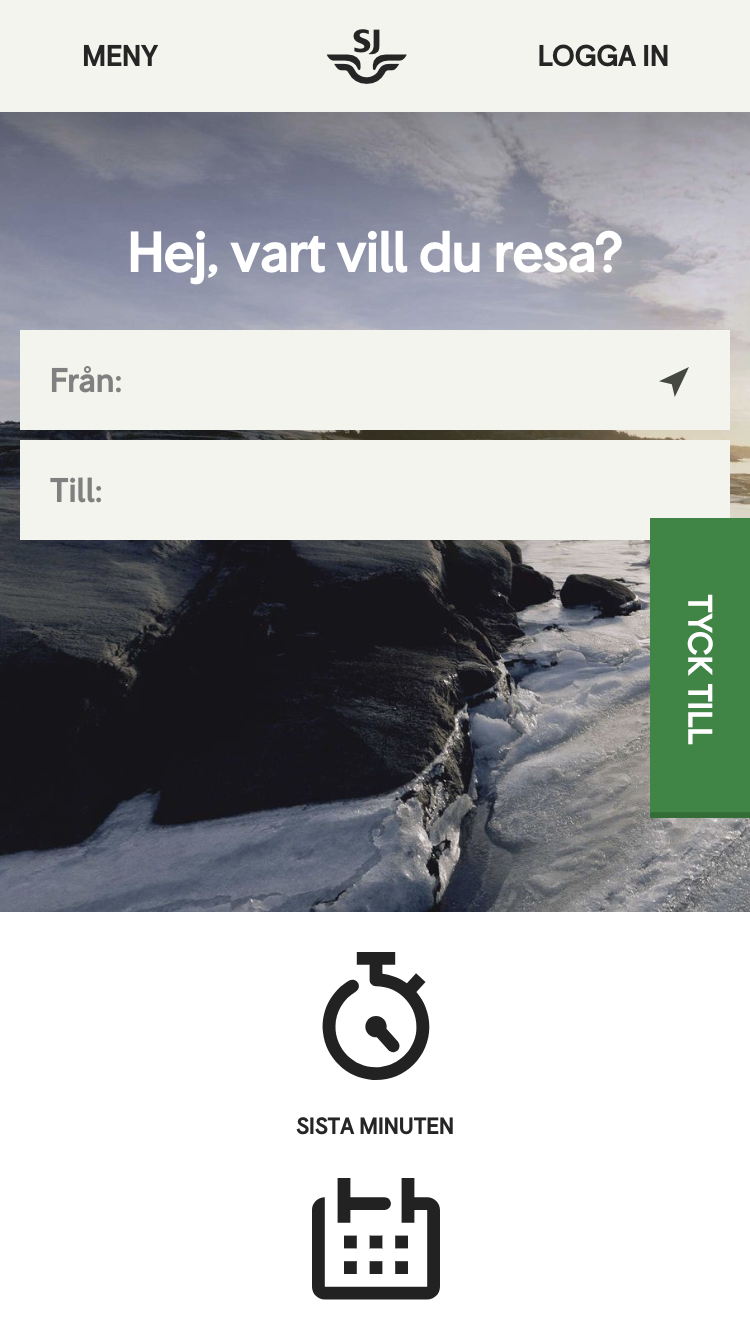 MENY
SJ
LOGGA IN
Hej, vart vill du resa?
Från:
Till:
TYCK TILL
SISTA MINUTEN